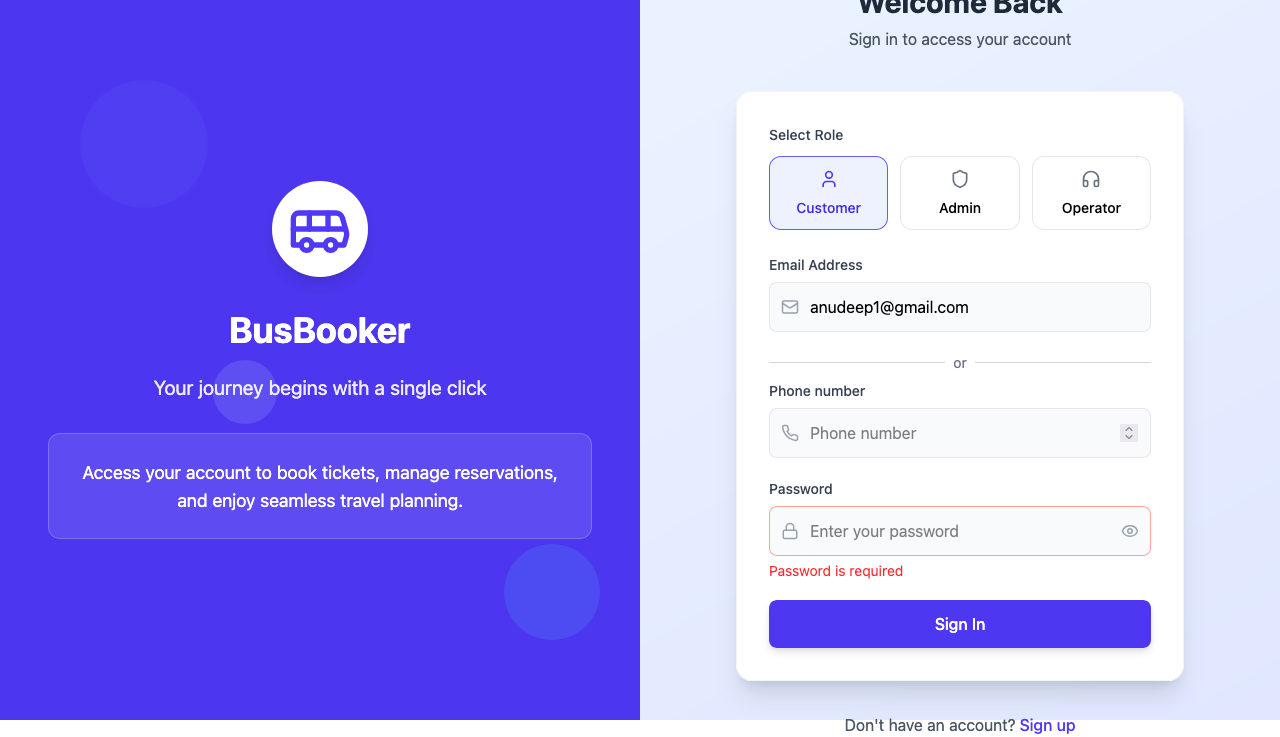 BusBooker
Your journey begins with a single click
Access your account to book tickets, manage reservations,
and enjoy seamless travel planning.
Welcome Back
Sign in to access your account
Select Role
Customer
Admin
Operator
Email Address
anudeep1@gmail.com
or
Phone number
Phone number
Password
Enter your password
Password is required
Sign In
Don't have an account? Sign up